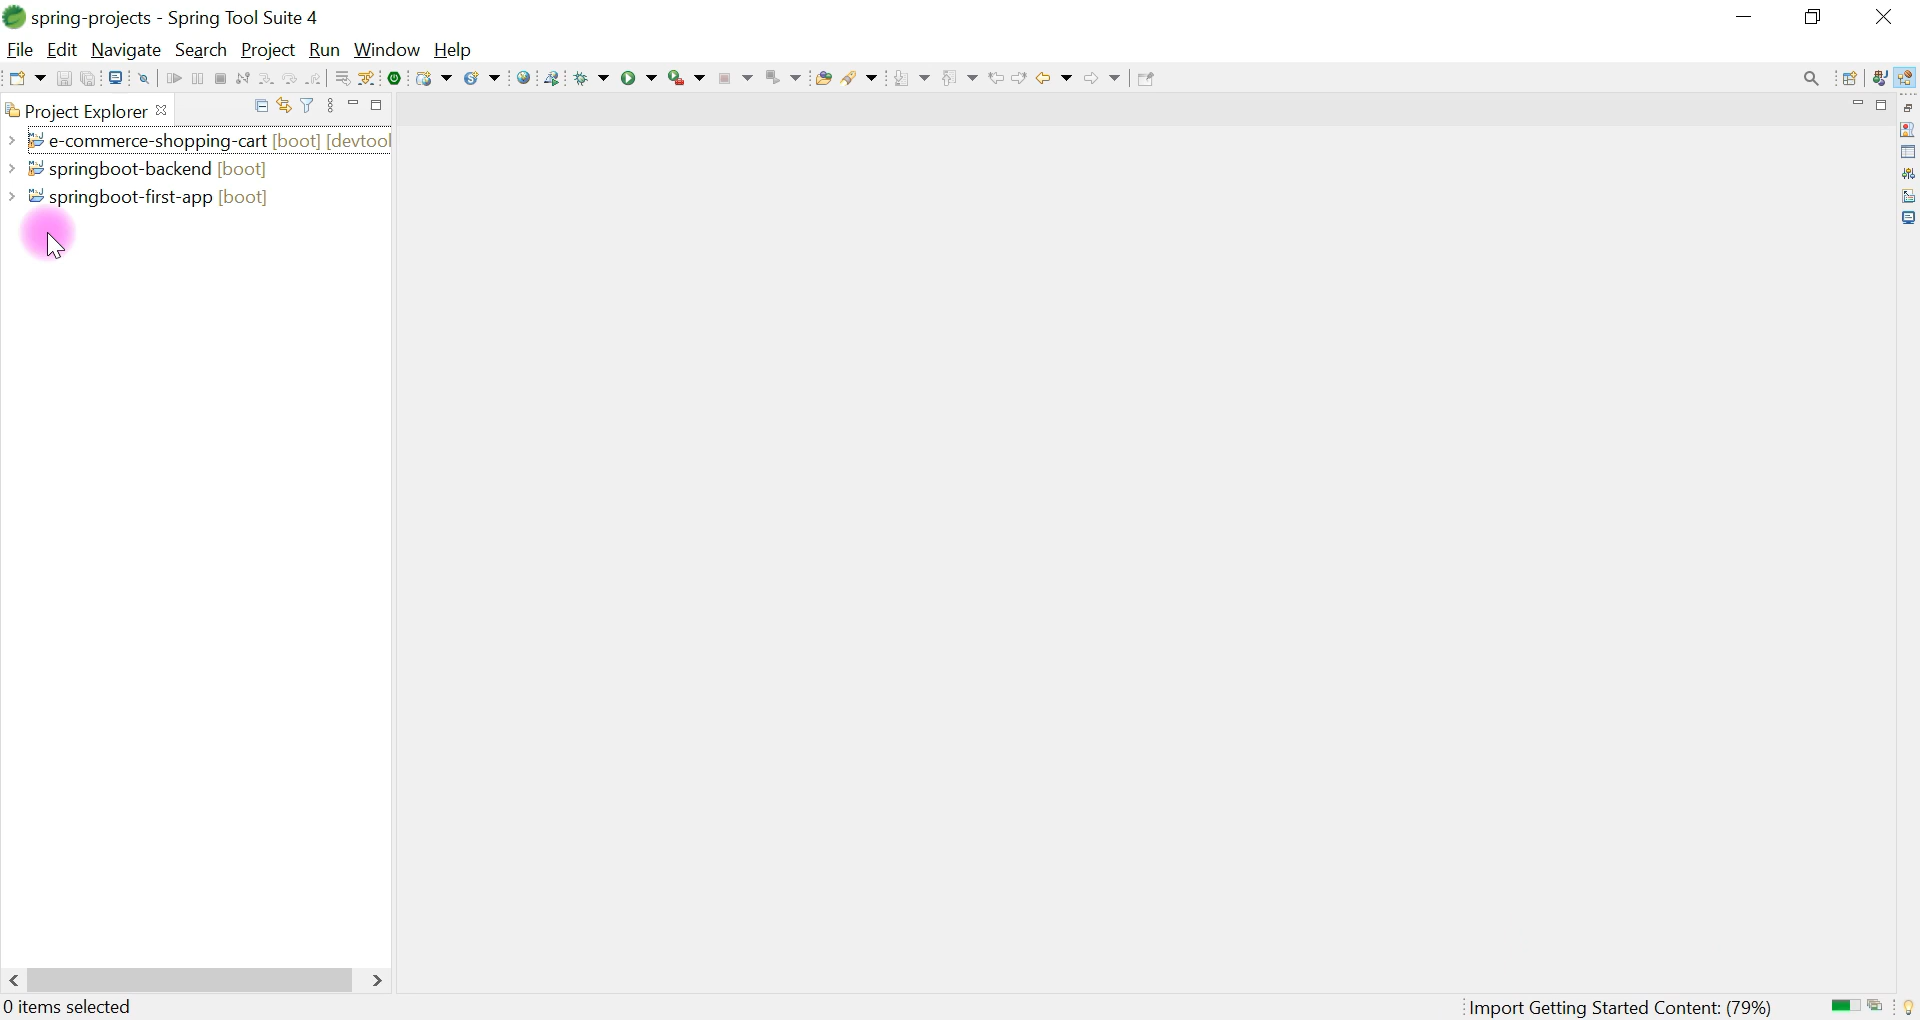 spring-projects - Spring Tool Suite 4
File Edit Navigate Search Project Run Window Help
Project Explorer
e-commerce-shopping-cart [boot] [devtool
springboot-backend [boot]
springboot-first-app [boot]
0 items selected
Import Getting Started Content: (79%)